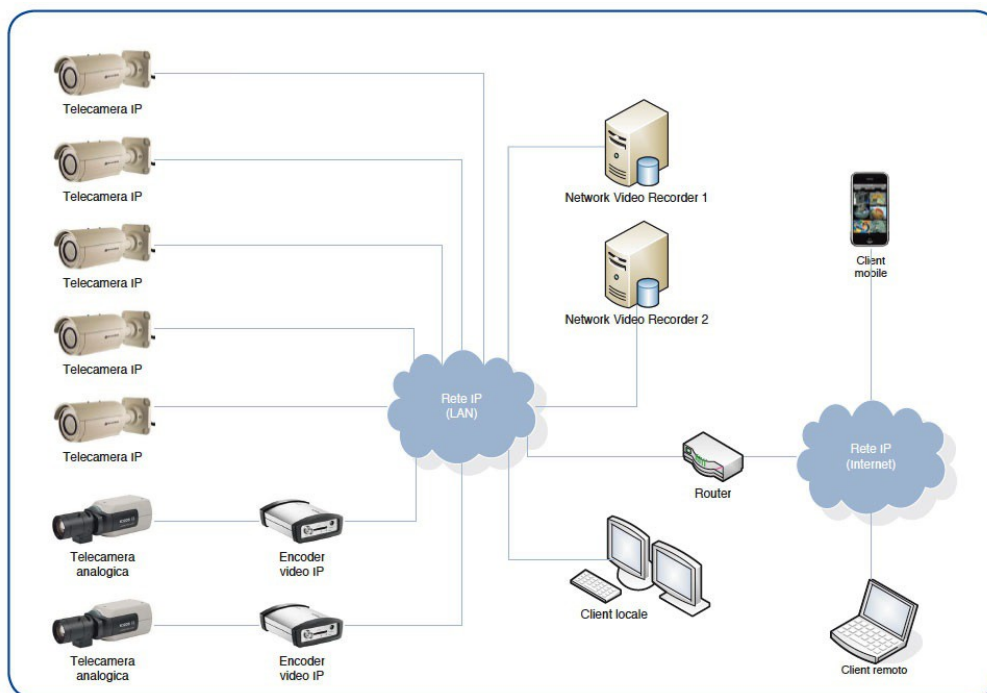 Telecamera IP
Telecamera IP
Telecamera IP
Telecamera IP
Telecamera IP
Telecamera
analogica
Encoder
video IP
Telecamera
analogica
Encoder
video IP
Rete IP
(LAN)
Network Video Recorder 1
Network Video Recorder 2
Router
Client locale
Client
mobile
Rete IP
(Internet)
Client remoto